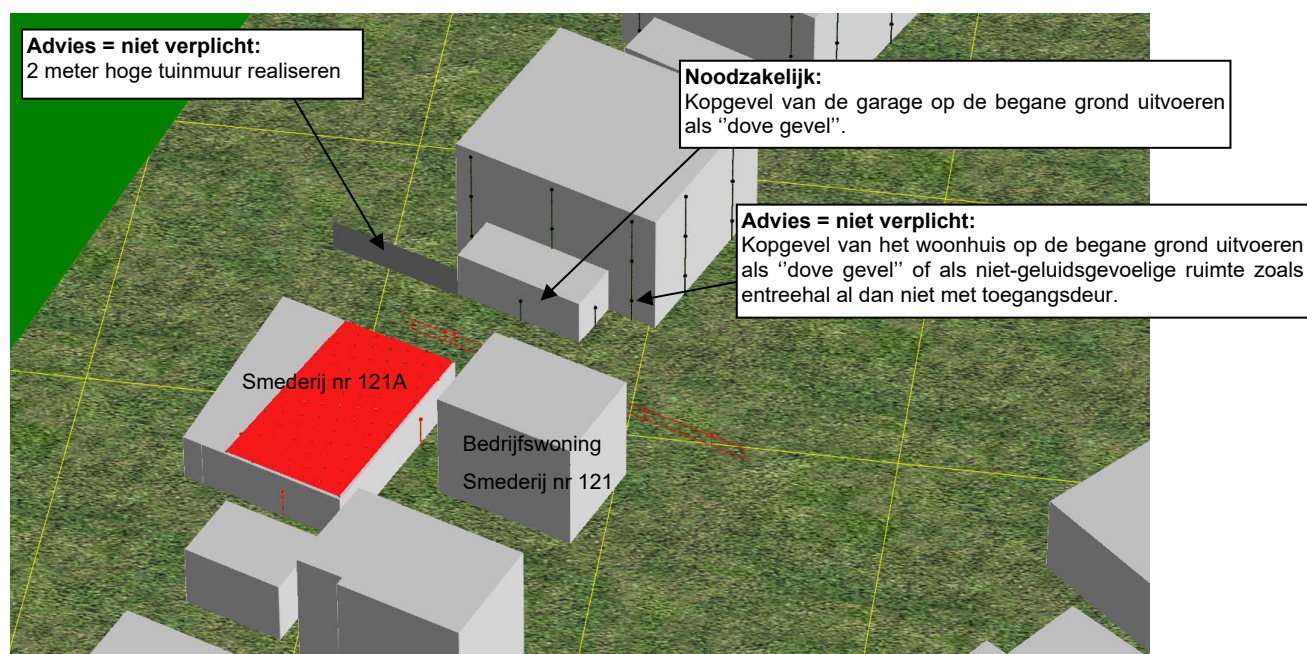 Advies = niet verplicht:
2 meter hoge tuinmuur realiseren
Noodzakelijk:
Kopgevel van de garage op de begane grond uitvoeren
als ‘’dove gevel’’.
Advies = niet verplicht:
Kopgevel van het woonhuis op de begane grond uitvoeren
als ‘’dove gevel’’ of als niet-geluidsgevoelige ruimte zoals
entreehal al dan niet met toegangsdeur.
Smederij nr 121A
Bedrijfswoning
Smederij nr 121